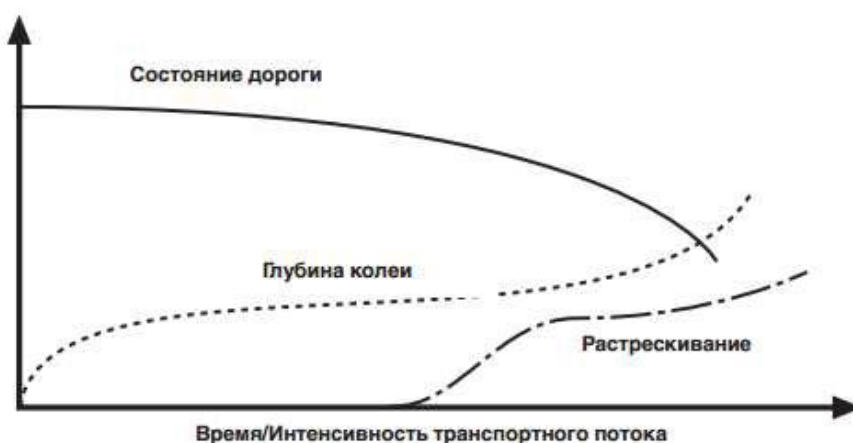 Состояние дороги
Глубина колеи
Растрескивание
Время/Интенсивность транспортного потока